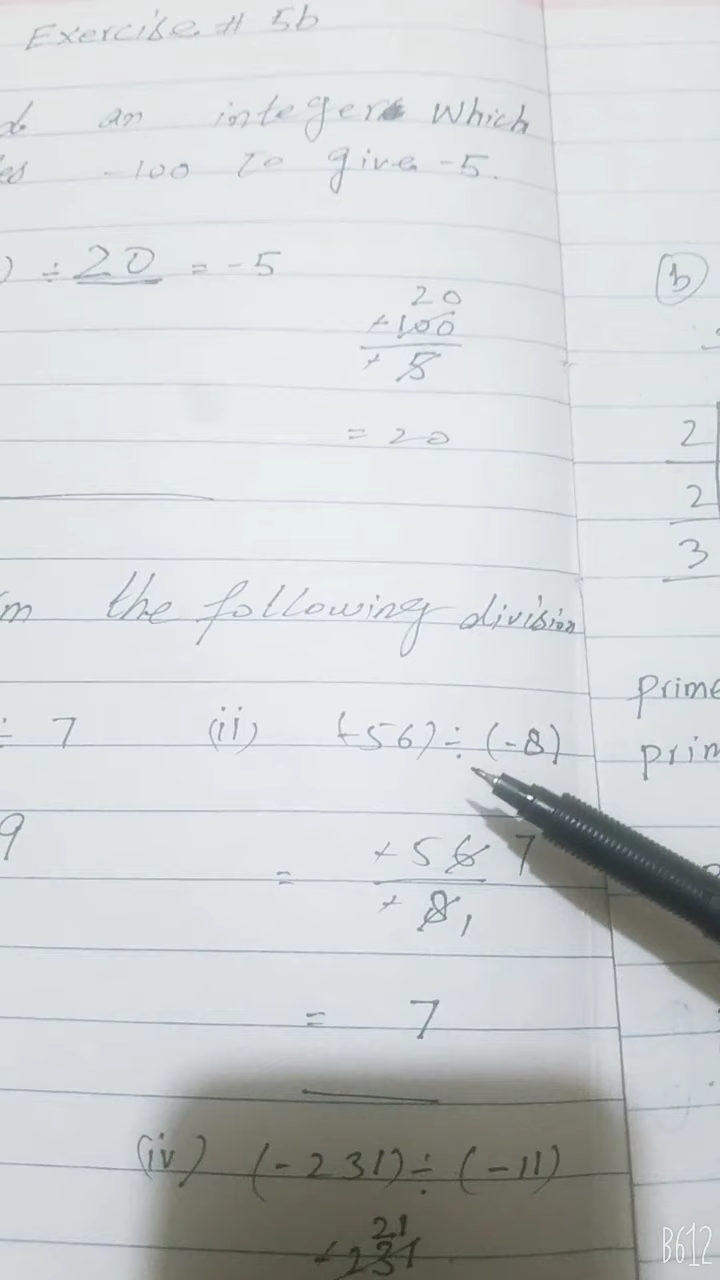 Exercise # 5b
an integer Which
-100 To give -5.
) ÷ 20 = -5
20
+100
+ 5
= 20
the following division
÷ 7 (ii) (-56) ÷ (-8)
9
= +56 7
+ 8 1
= 7
(iv) (-231) ÷ (-11)
21
-231
b
2
2
3
prime
B612